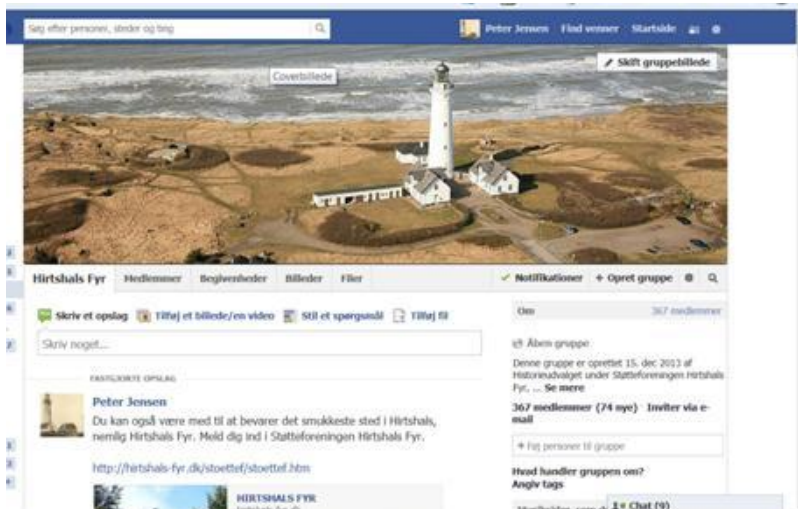 Søg efter personer, steder og ting
Peter Jensen Find venner Startside
Coverbillede
Skift gruppebillede
Hirtshals Fyr Medlemmer Begivenheder Billeder Filer
Notifikationer + Opret gruppe
Skriv et opslag Tilføj et billede/en video Stil et spørgsmål Tilføj fil
Skriv noget...
FASTGJORTE OPSLAG
Peter Jensen
Du kan også være med til at bevarer det smukkeste sted i Hirtshals,
nemlig Hirtshals Fyr. Meld dig ind i Støtteforeningen Hirtshals Fyr.
http://hirtshals-fyr.dk/stoettef/stoettef.htm
HIRTSHALS FYR
hirtshals-fyr.dk
Om 367 medlemmer
Åben gruppe
Denne gruppe er oprettet 15. dec 2013 af
Historieudvalget under Støtteforeningen Hirtshals
Fyr, ... Se mere
367 medlemmer (74 nye) · Inviter via e-
mail
+ Føj personer til gruppe
Hvad handler gruppen om?
Angiv tags
Chat (9)